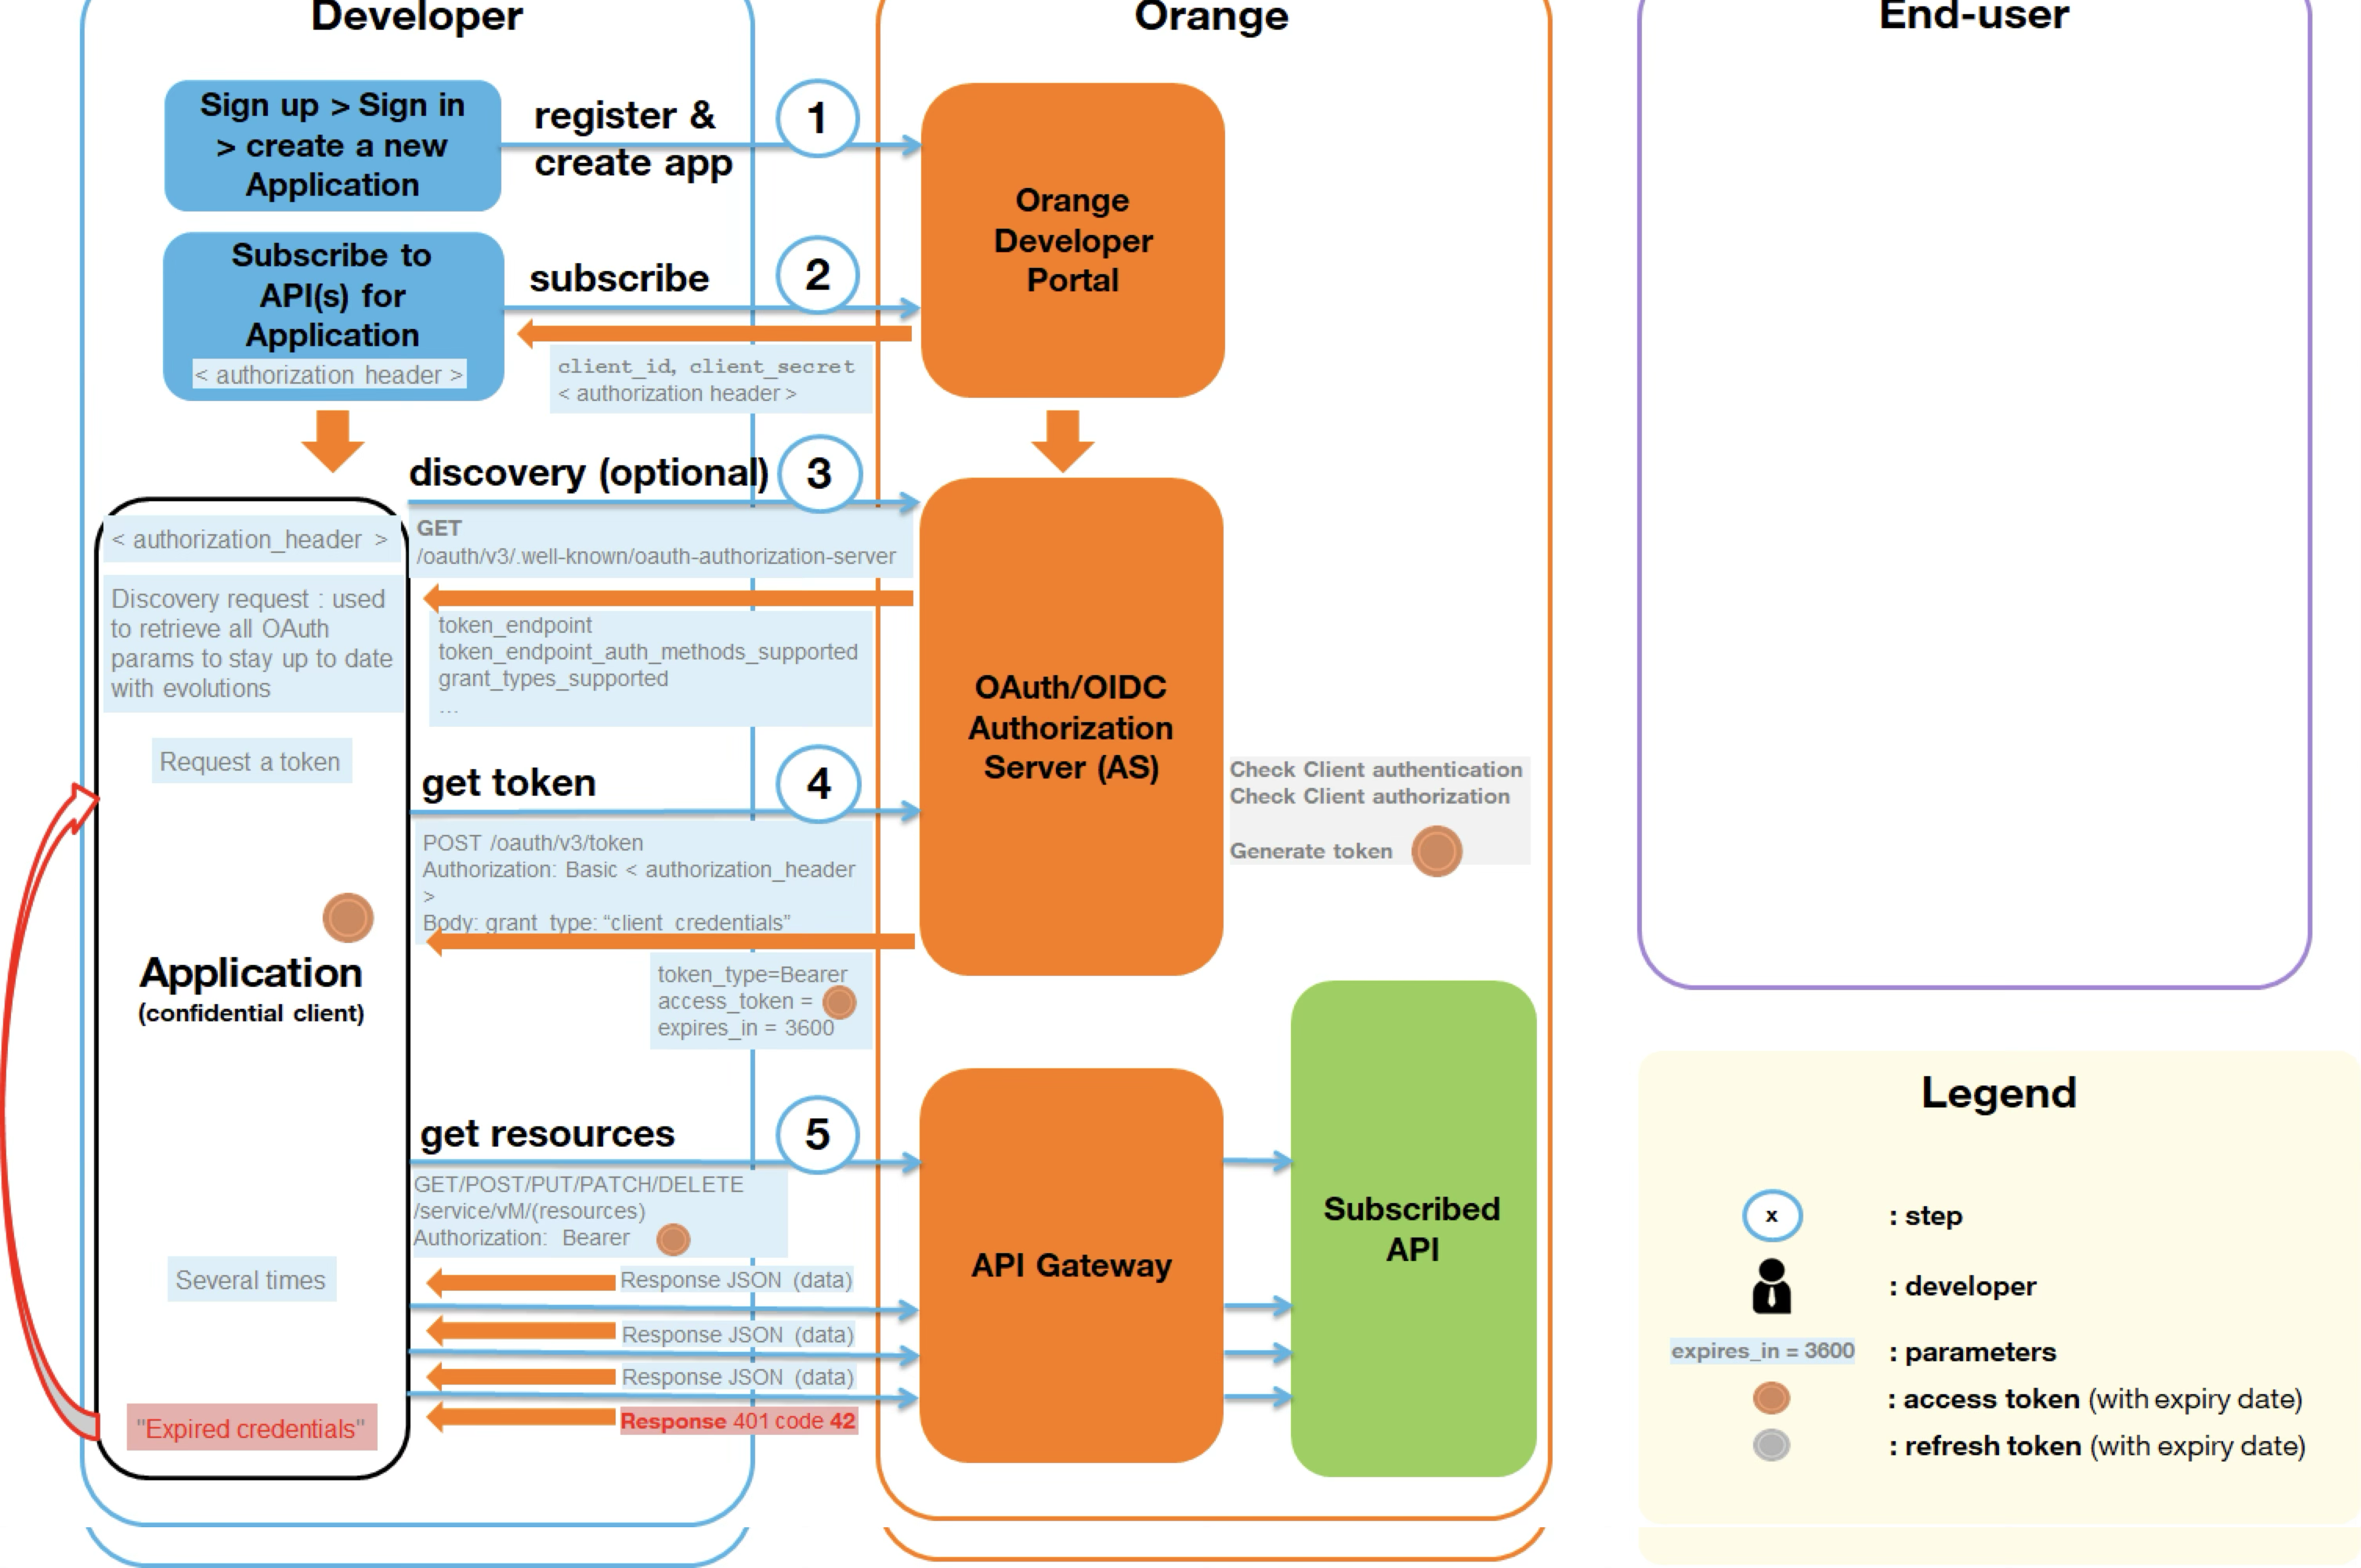 Developer
Orange
End-user
Sign up > Sign in
> create a new
Application
register &
create app
1
Orange
Developer
Portal
Subscribe to
API(s) for
Application
< authorization header >
subscribe
2
client_id, client_secret
< authorization header >
discovery (optional)
3
GET
/oauth/v3/.well-known/oauth-authorization-server
< authorization_header >
Discovery request : used
to retrieve all OAuth
params to stay up to date
with evolutions
token_endpoint
token_endpoint_auth_methods_supported
grant_types_supported
...
OAuth/OIDC
Authorization
Server (AS)
Request a token
get token
4
Check Client authentication
Check Client authorization
Generate token
POST /oauth/v3/token
Authorization: Basic < authorization_header
>
Body: grant_type: “client_credentials”
Application
(confidential client)
token_type=Bearer
access_token =
expires_in = 3600
get resources
5
GET/POST/PUT/PATCH/DELETE
/service/vM/(resources)
Authorization: Bearer
API Gateway
Subscribed
API
Several times
Response JSON (data)
Response JSON (data)
Response JSON (data)
Response 401 code 42
"Expired credentials"
Legend
x : step
: developer
expires_in = 3600 : parameters
: access token (with expiry date)
: refresh token (with expiry date)